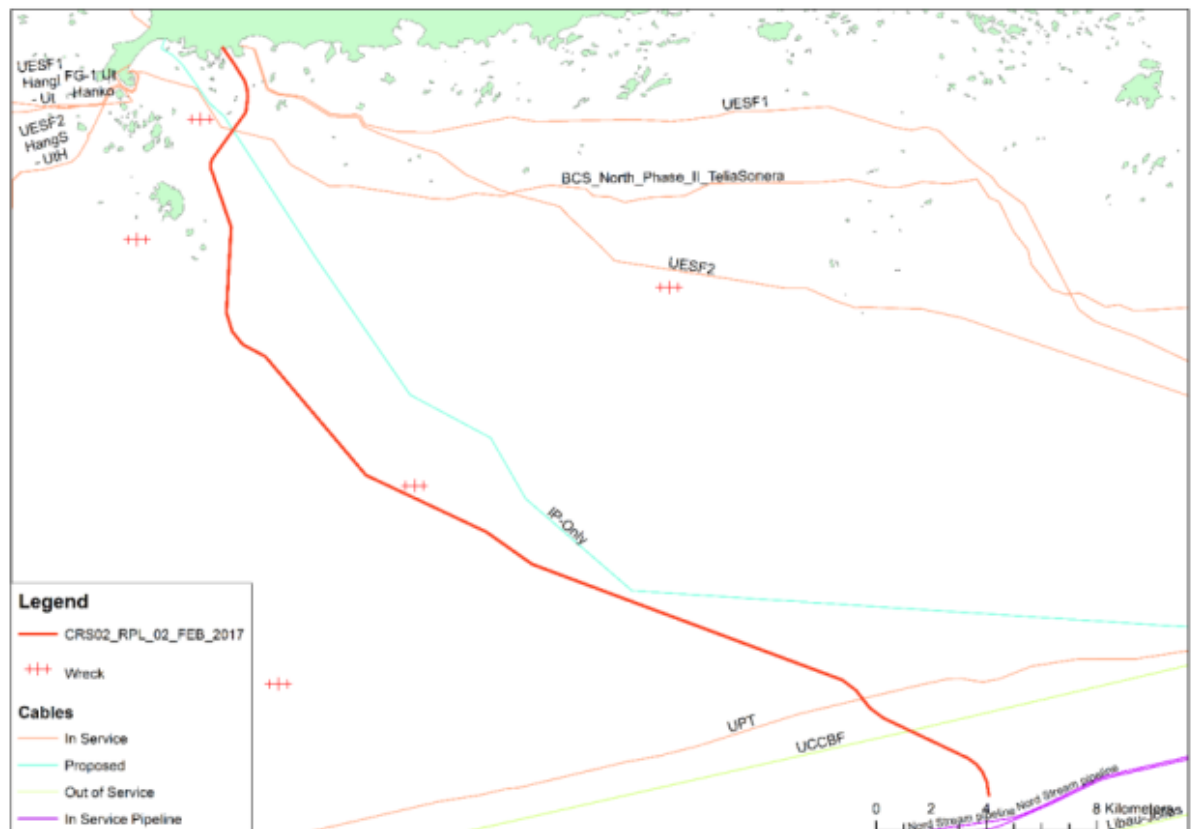 UESF1
Hangl
- Ut
FG-1 Ut
-Hanko
UESF2
HangS
- UtH
UESF1
BCS_North_Phase_II_TeliaSonera
UESF2
IP-Only
Legend
CRS02_RPL_02_FEB_2017
Wreck
Cables
In Service
Proposed
Out of Service
In Service Pipeline
UPT
UCCBF
Nord Stream pipeline
Nord Stream pipeline
0 2 4 8 Kilometers